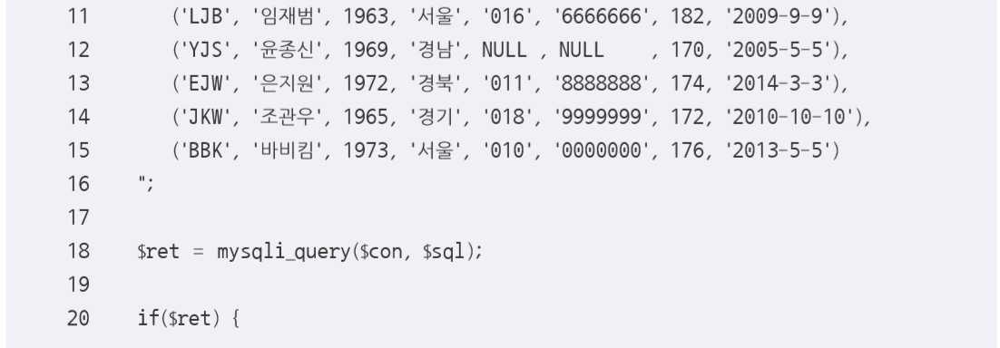 11 ('LJB', '임재범', 1963, '서울', '016', '6666666', 182, '2009-9-9'),
12 ('YJS', '윤종신', 1969, '경남', NULL , NULL    , 170, '2005-5-5'),
13 ('EJW', '은지원', 1972, '경북', '011', '8888888', 174, '2014-3-3'),
14 ('JKW', '조관우', 1965, '경기', '018', '9999999', 172, '2010-10-10'),
15 ('BBK', '바비킴', 1973, '서울', '010', '0000000', 176, '2013-5-5')
16 ";
17
18 $ret = mysqli_query($con, $sql);
19
20 if($ret) {